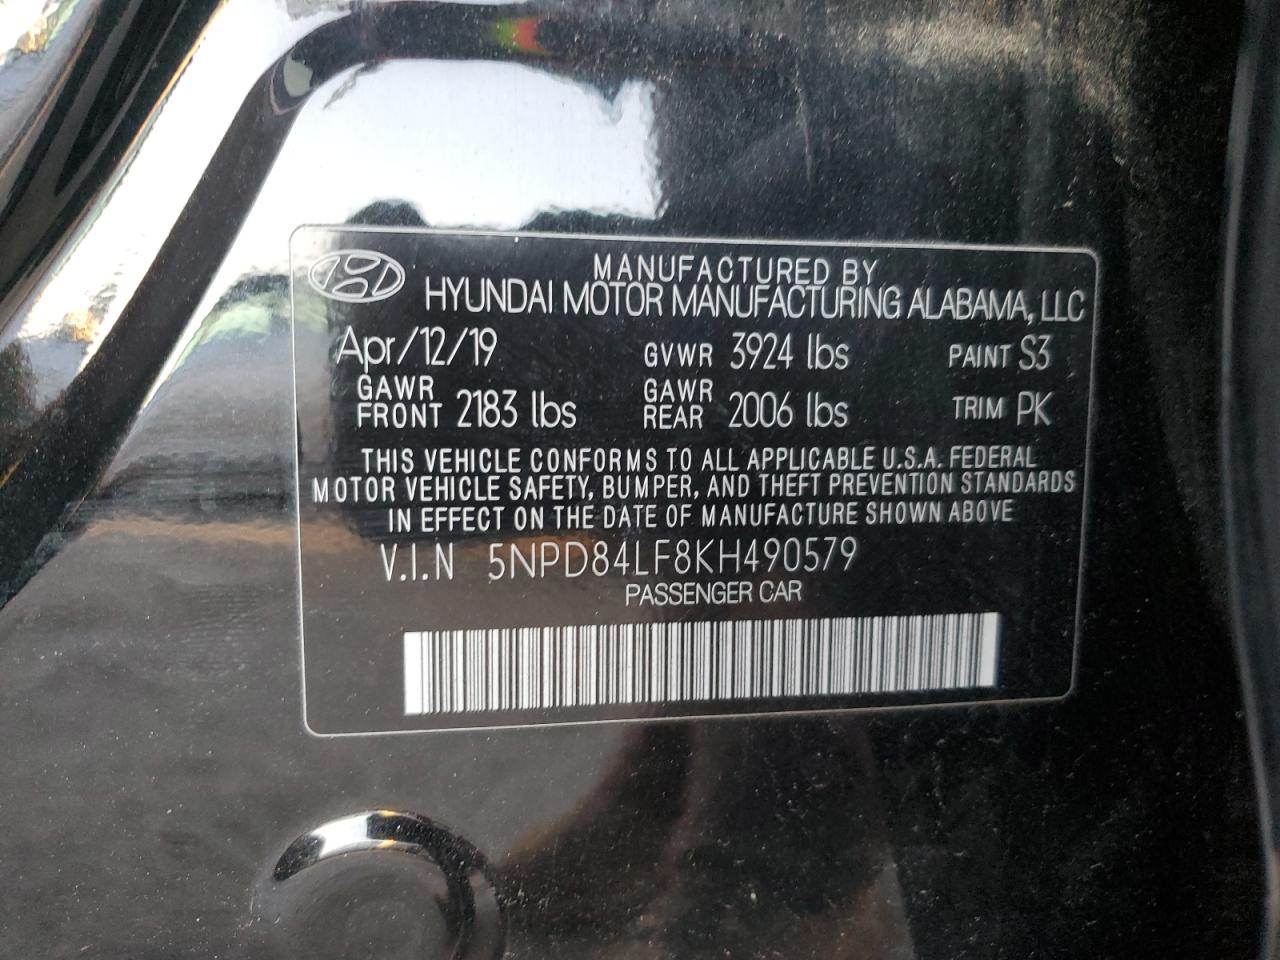 MANUFACTURED BY
HYUNDAI MOTOR MANUFACTURING ALABAMA, LLC
Apr/12/19 GVWR 3924 lbs PAINT S3
GAWR FRONT 2183 lbs GAWR REAR 2006 lbs TRIM PK
THIS VEHICLE CONFORMS TO ALL APPLICABLE U.S.A. FEDERAL
MOTOR VEHICLE SAFETY, BUMPER, AND THEFT PREVENTION STANDARDS
IN EFFECT ON THE DATE OF MANUFACTURE SHOWN ABOVE
V.I.N 5NPD84LF8KH490579
PASSENGER CAR